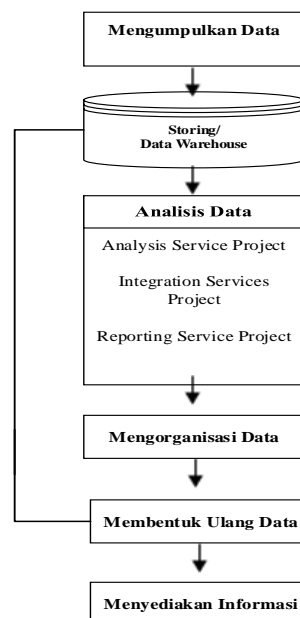 Mengumpulkan Data
Storing/
Data Warehouse
Analisis Data
Analysis Service Project
Integration Services
Project
Reporting Service Project
Mengorganisasi Data
Membentuk Ulang Data
Menyediakan Informasi